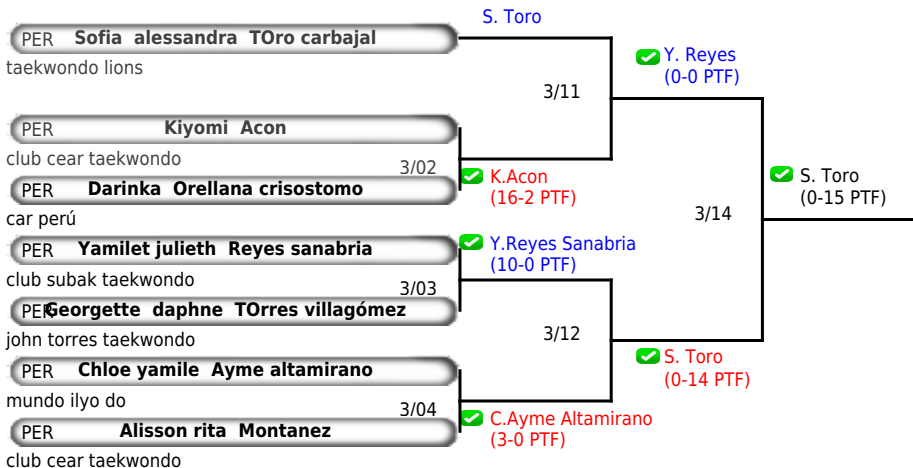 S. Toro
PER Sofia alessandra TOro carbajal
taekwondo lions
Y. Reyes
(0-0 PTF)
3/11
PER Kiyomi Acon
club cear taekwondo
3/02
K.Acon
(16-2 PTF)
PER Darinka Orellana crisostomo
car perú
S. Toro
(0-15 PTF)
3/14
PER Yamilet julieth Reyes sanabria
club subak taekwondo
Y.Reyes Sanabria
(10-0 PTF)
3/03
PER Georgette daphne TOrres villagómez
john torres taekwondo
3/12
S. Toro
(0-14 PTF)
PER Chloe yamile Ayme altamirano
mundo ilyo do
3/04
C.Ayme Altamirano
(3-0 PTF)
PER Alisson rita Montanez
club cear taekwondo